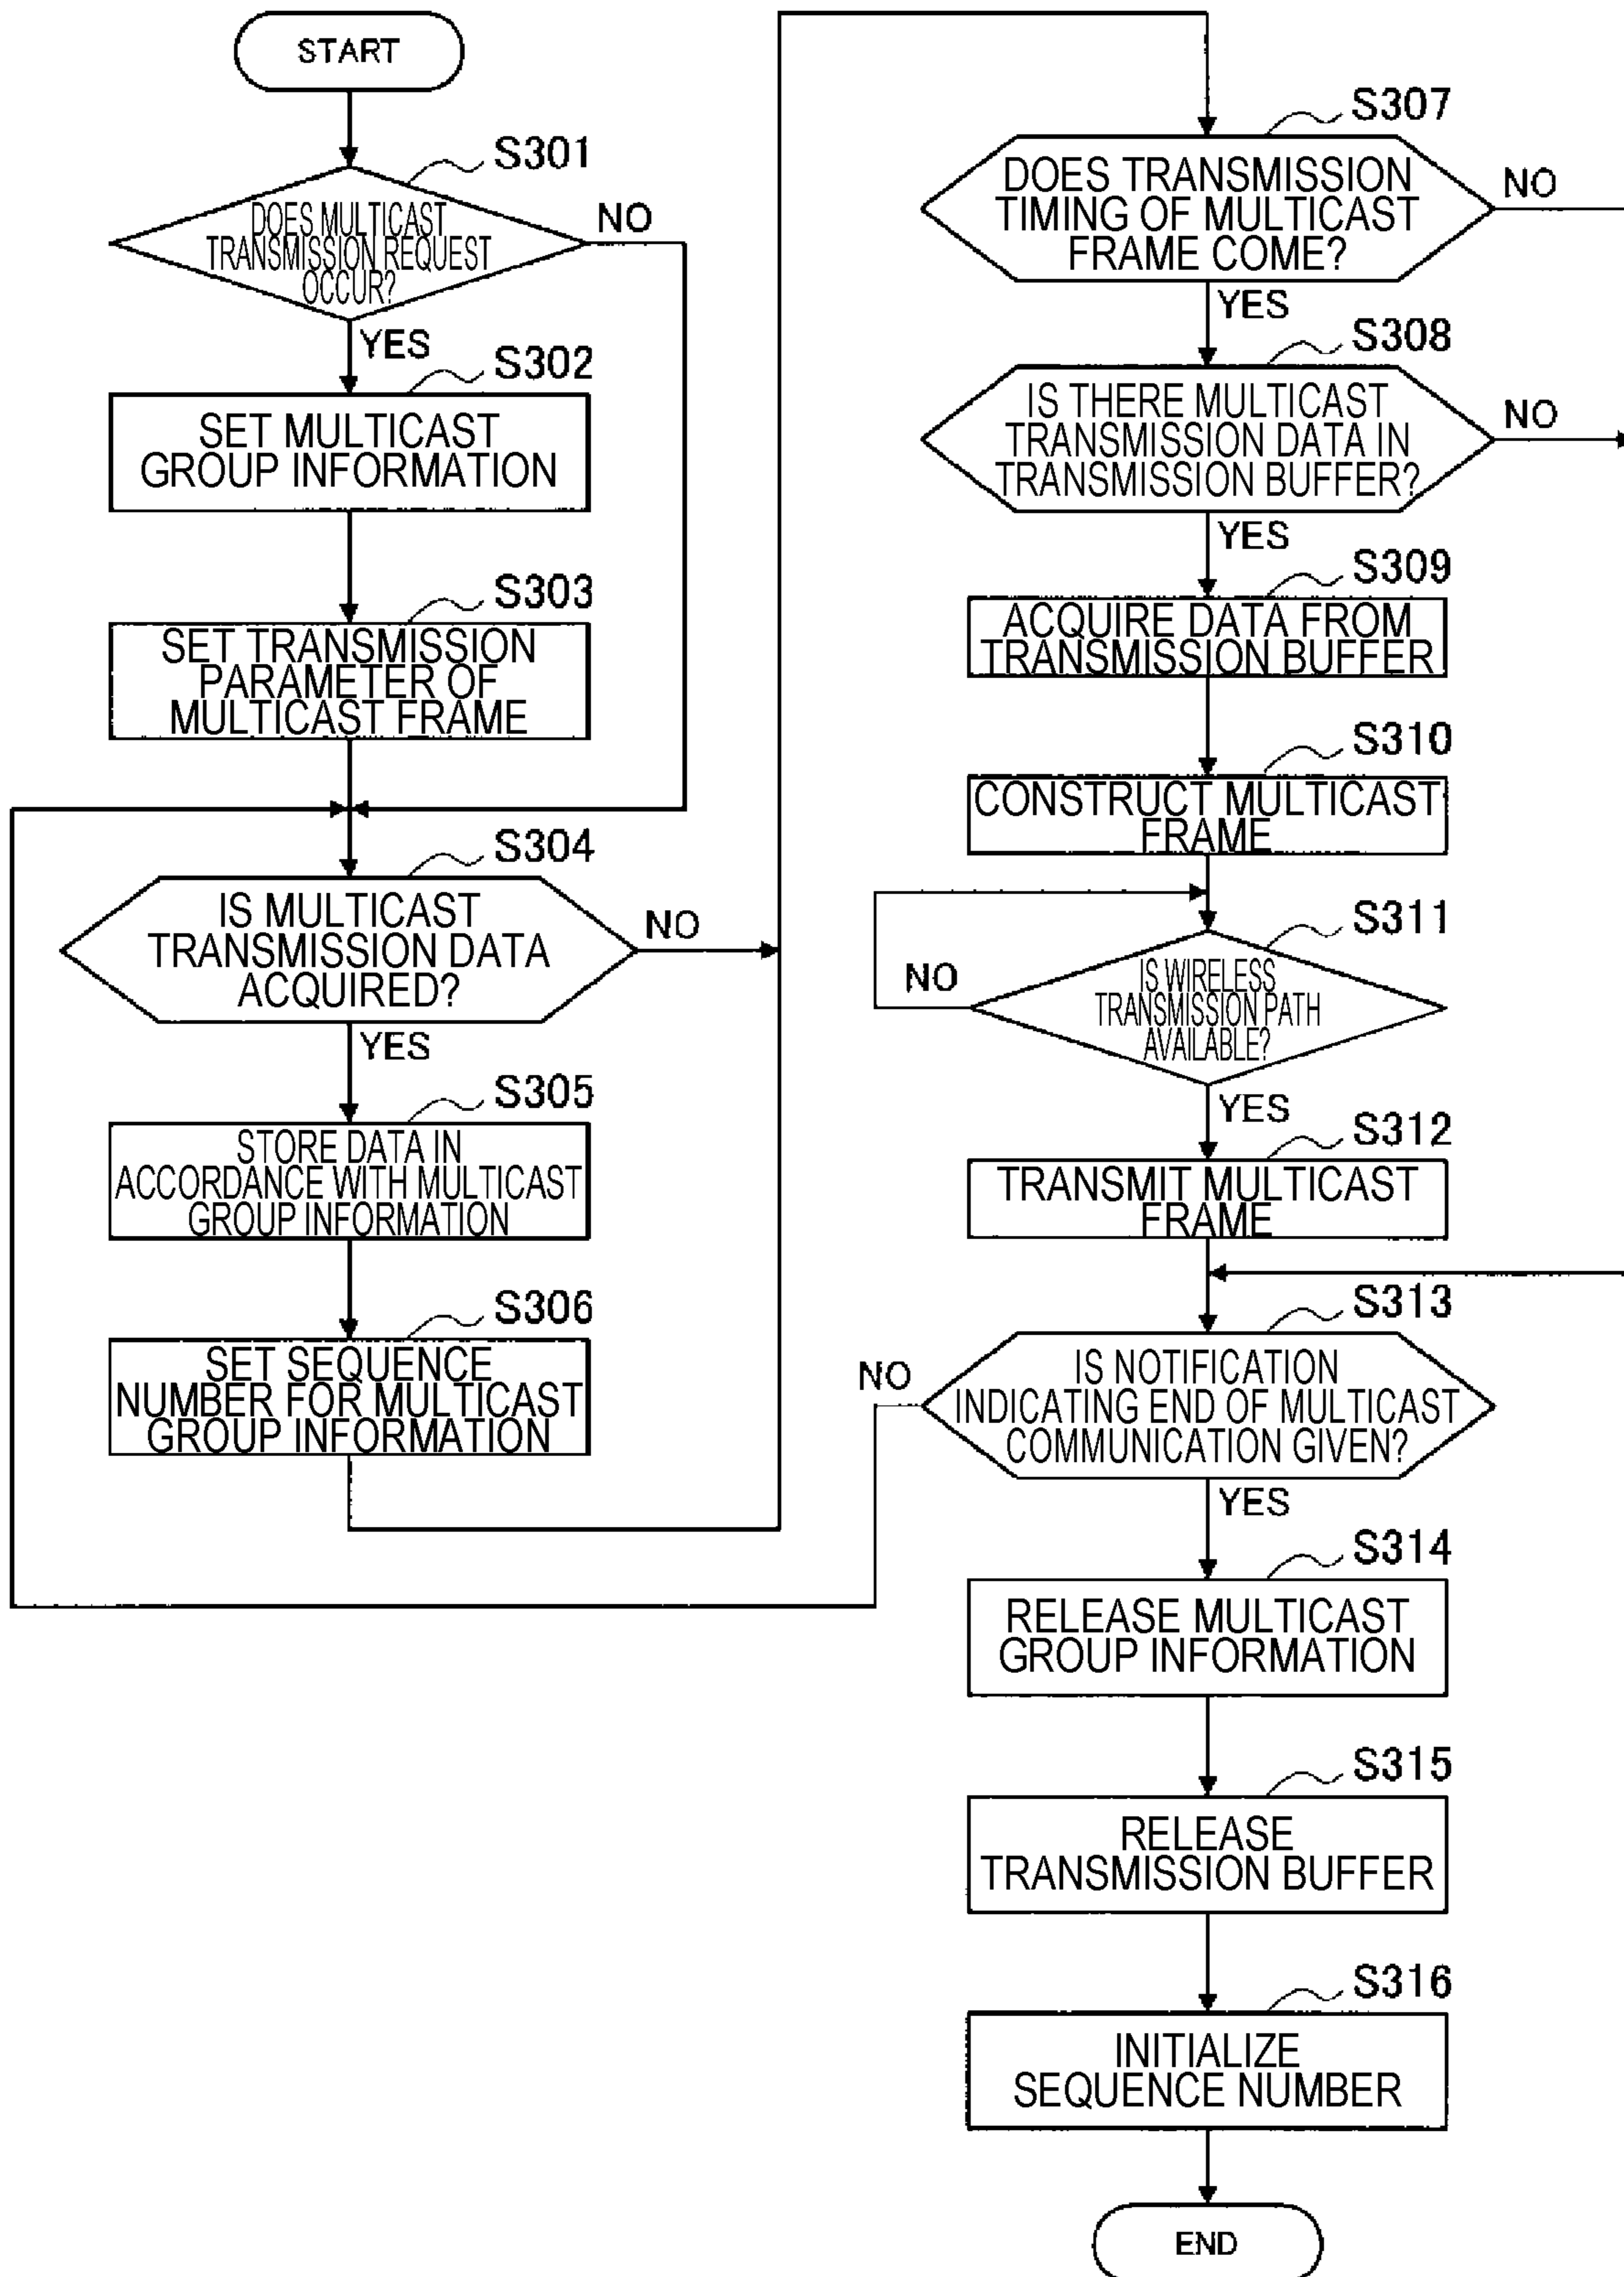 START
S301
DOES MULTICAST
TRANSMISSION REQUEST
OCCUR?
NO
YES
S302
SET MULTICAST
GROUP INFORMATION
S303
SET TRANSMISSION
PARAMETER OF
MULTICAST FRAME
S304
IS MULTICAST
TRANSMISSION DATA
ACQUIRED?
NO
YES
S305
STORE DATA IN
ACCORDANCE WITH MULTICAST
GROUP INFORMATION
S306
SET SEQUENCE
NUMBER FOR MULTICAST
GROUP INFORMATION
S307
DOES TRANSMISSION
TIMING OF MULTICAST
FRAME COME?
NO
YES
S308
IS THERE MULTICAST
TRANSMISSION DATA IN
TRANSMISSION BUFFER?
NO
YES
S309
ACQUIRE DATA FROM
TRANSMISSION BUFFER
S310
CONSTRUCT MULTICAST
FRAME
S311
IS WIRELESS
TRANSMISSION PATH
AVAILABLE?
NO
YES
S312
TRANSMIT MULTICAST
FRAME
S313
IS NOTIFICATION
INDICATING END OF MULTICAST
COMMUNICATION GIVEN?
NO
YES
S314
RELEASE MULTICAST
GROUP INFORMATION
S315
RELEASE
TRANSMISSION BUFFER
S316
INITIALIZE
SEQUENCE NUMBER
END